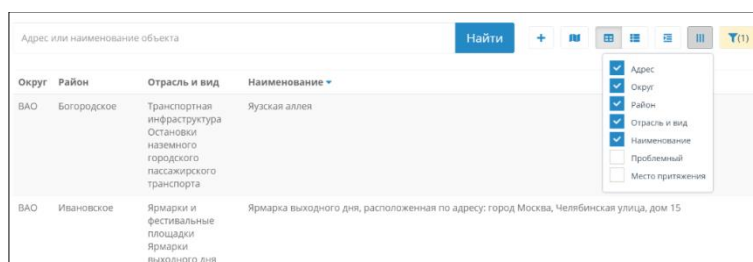 Адрес или наименование объекта
Найти
(1)
Адрес
Округ
Район
Отрасль и вид
Наименование
Проблемный
Место притяжения
Округ Район Отрасль и вид Наименование
ВАО Богородское Транспортная Яузская аллея
инфраструктура
Остановки
наземного
городского
пассажирского
транспорта
ВАО Ивановское Ярмарки и Ярмарка выходного дня, расположенная по адресу: город Москва, Челябинская улица, дом 15
фестивальные
площадки
Ярмарки
выходного дня